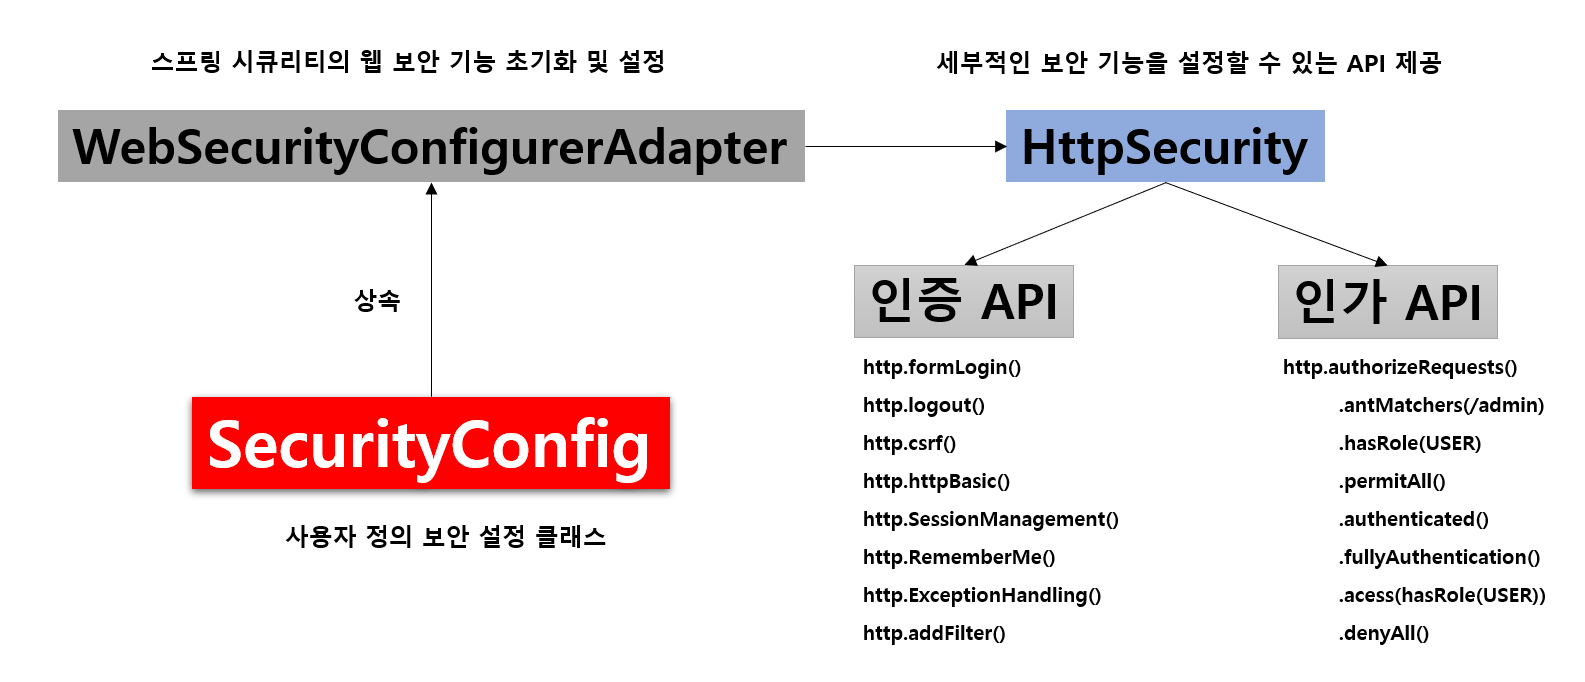 스프링 시큐리티의 웹 보안 기능 초기화 및 설정
WebSecurityConfigurerAdapter
상속
SecurityConfig
사용자 정의 보안 설정 클래스
세부적인 보안 기능을 설정할 수 있는 API 제공
HttpSecurity
인증 API
http.formLogin()
http.logout()
http.csrf()
http.httpBasic()
http.SessionManagement()
http.RememberMe()
http.ExceptionHandling()
http.addFilter()
인가 API
http.authorizeRequests()
.antMatchers(/admin)
.hasRole(USER)
.permitAll()
.authenticated()
.fullyAuthentication()
.acess(hasRole(USER))
.denyAll()